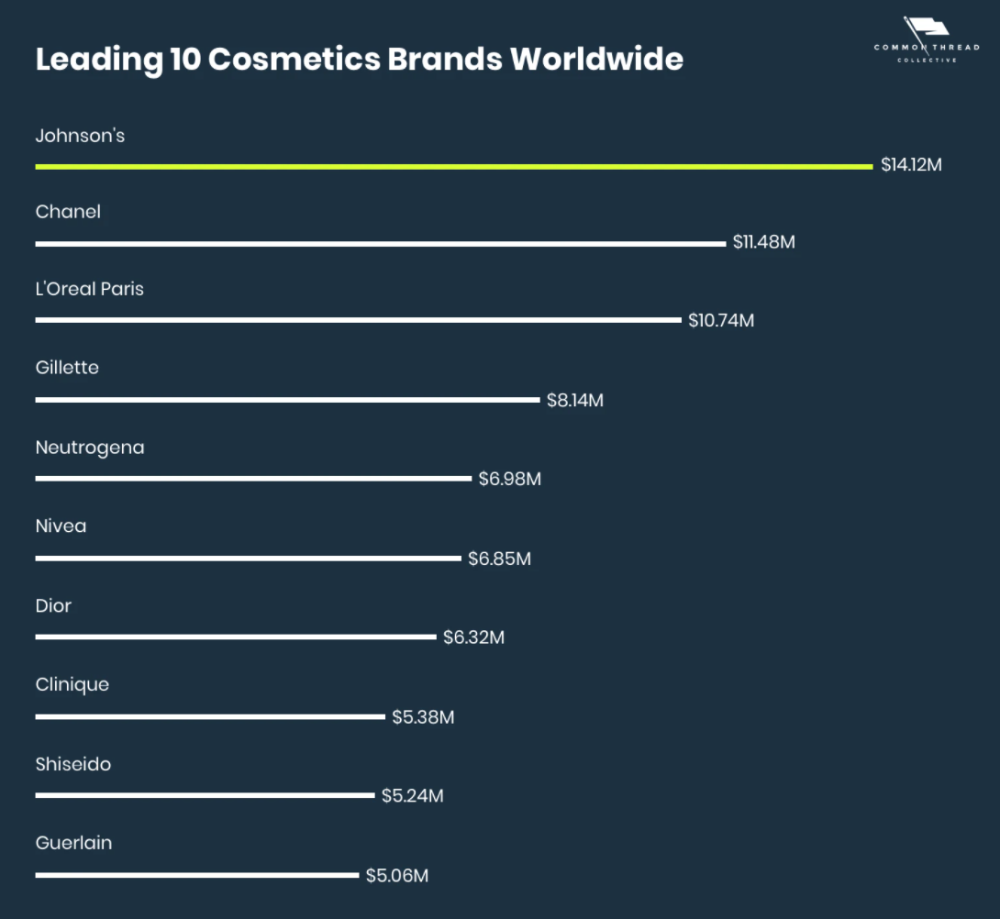 COMMON THREAD
COLLECTIVE
Leading 10 Cosmetics Brands Worldwide
Johnson's
$14.12M
Chanel
$11.48M
L'Oreal Paris
$10.74M
Gillette
$8.14M
Neutrogena
$6.98M
Nivea
$6.85M
Dior
$6.32M
Clinique
$5.38M
Shiseido
$5.24M
Guerlain
$5.06M